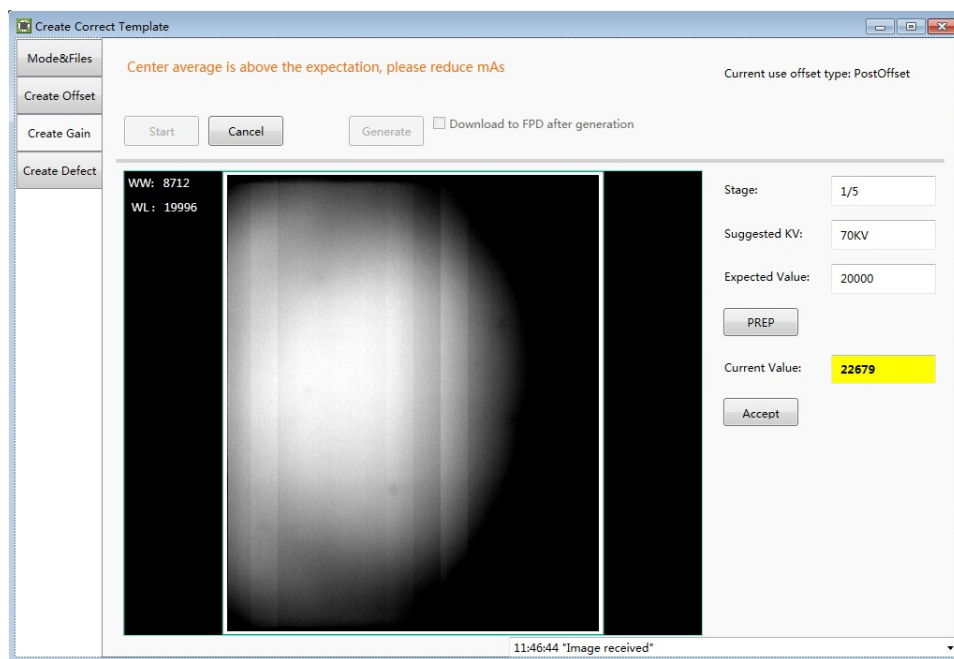 Create Correct Template
Mode&Files
Create Offset
Create Gain
Create Defect
Center average is above the expectation, please reduce mAs
Current use offset type: PostOffset
Start
Cancel
Generate
Download to FPD after generation
WW: 8712
WL: 19996
Stage:
1/5
Suggested KV:
70KV
Expected Value:
20000
PREP
Current Value:
22679
Accept
11:46:44 "Image received"